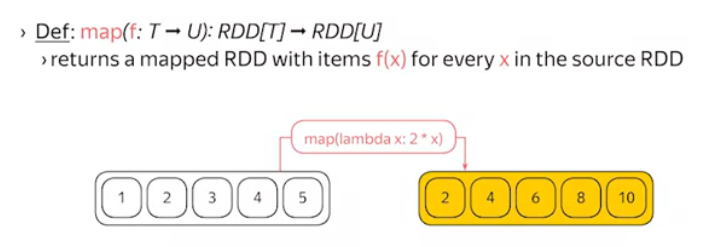 › Def: map(f: T → U): RDD[T] → RDD[U]
› returns a mapped RDD with items f(x) for every x in the source RDD
map(lambda x: 2 * x)
1 2 3 4 5
2 4 6 8 10